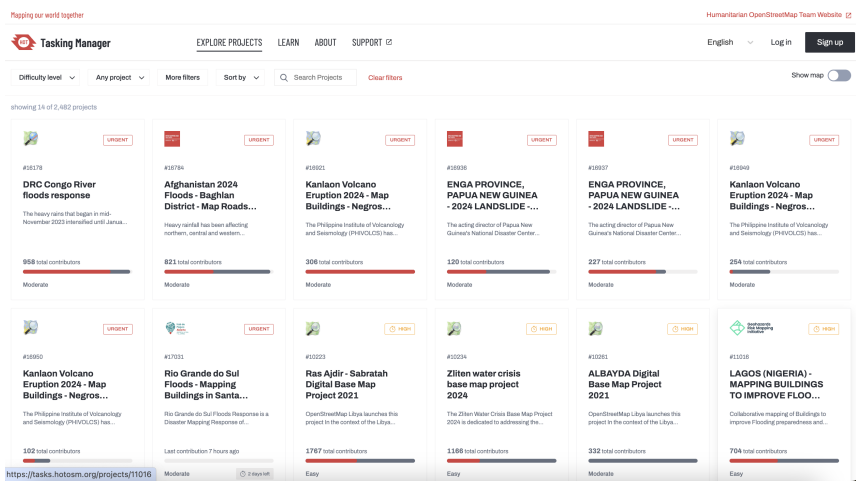 Mapping our world together
Humanitarian OpenStreetMap Team Website
HOT Tasking Manager
EXPLORE PROJECTS LEARN ABOUT SUPPORT
English Log in Sign up
Difficulty level Any project More filters Sort by Search Projects Clear filters
Show map
showing 14 of 2,482 projects
URGENT
#16178
DRC Congo River
floods response
The heavy rains that began in mid-
November 2023 intensified until Janua...
958 total contributors
Moderate
URGENT
#16784
Afghanistan 2024
Floods - Baghlan
District - Map Roads...
Heavy rainfall has been affecting
northern, central and western...
821 total contributors
Moderate
URGENT
#16921
Kanlaon Volcano
Eruption 2024 - Map
Buildings - Negros...
The Philippine Institute of Volcanology
and Seismology (PHIVOLCS) has...
306 total contributors
Moderate
URGENT
#16936
ENGA PROVINCE,
PAPUA NEW GUINEA
- 2024 LANDSLIDE -...
The acting director of Papua New
Guinea's National Disaster Center...
120 total contributors
Moderate
URGENT
#16937
ENGA PROVINCE,
PAPUA NEW GUINEA
- 2024 LANDSLIDE -...
The acting director of Papua New
Guinea's National Disaster Center...
227 total contributors
Moderate
URGENT
#16949
Kanlaon Volcano
Eruption 2024 - Map
Buildings - Negros...
The Philippine Institute of Volcanology
and Seismology (PHIVOLCS) has...
254 total contributors
Moderate
URGENT
#16950
Kanlaon Volcano
Eruption 2024 - Map
Buildings - Negros...
The Philippine Institute of Volcanology
and Seismology (PHIVOLCS) has...
102 total contributors
URGENT
#17031
Rio Grande do Sul
Floods - Mapping
Buildings in Santa...
Rio Grande do Sul Floods Response is a
Disaster Mapping Response of...
Last contribution 7 hours ago
Moderate
2 days left
HIGH
#10223
Ras Ajdir - Sabratah
Digital Base Map
Project 2021
OpenStreetMap Libya launches this
project In the context of the Libya...
1767 total contributors
Easy
HIGH
#10234
Zliten water crisis
base map project
2024
The Zliten Water Crisis Base Map Project
2024 is dedicated to addressing the...
1166 total contributors
Easy
HIGH
#10261
ALBAYDA Digital
Base Map Project
2021
OpenStreetMap Libya launches this
project in the context of the Libya...
332 total contributors
Moderate
Geohazards
Risk Mapping
Initiative
HIGH
#11016
LAGOS (NIGERIA) -
MAPPING BUILDINGS
TO IMPROVE FLOO...
Collaborative mapping of Buildings to
improve Flooding preparedness and...
704 total contributors
Easy
https://tasks.hotosm.org/projects/11016